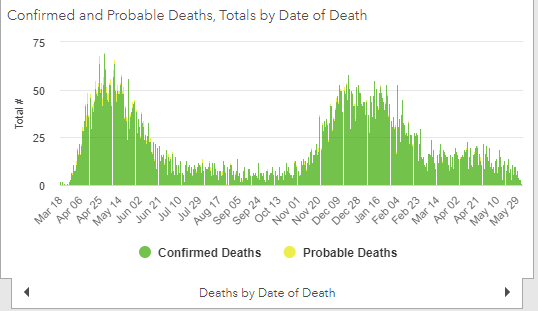 Confirmed and Probable Deaths, Totals by Date of Death
75
50
25
0
Total #
Mar 18
Apr 06
Apr 25
May 14
Jun 02
Jun 21
Jul 10
Jul 29
Aug 17
Sep 05
Sep 24
Oct 13
Nov 01
Nov 20
Dec 09
Dec 28
Jan 16
Feb 04
Feb 23
Mar 14
Apr 02
Apr 21
May 10
May 29
Confirmed Deaths Probable Deaths
Deaths by Date of Death